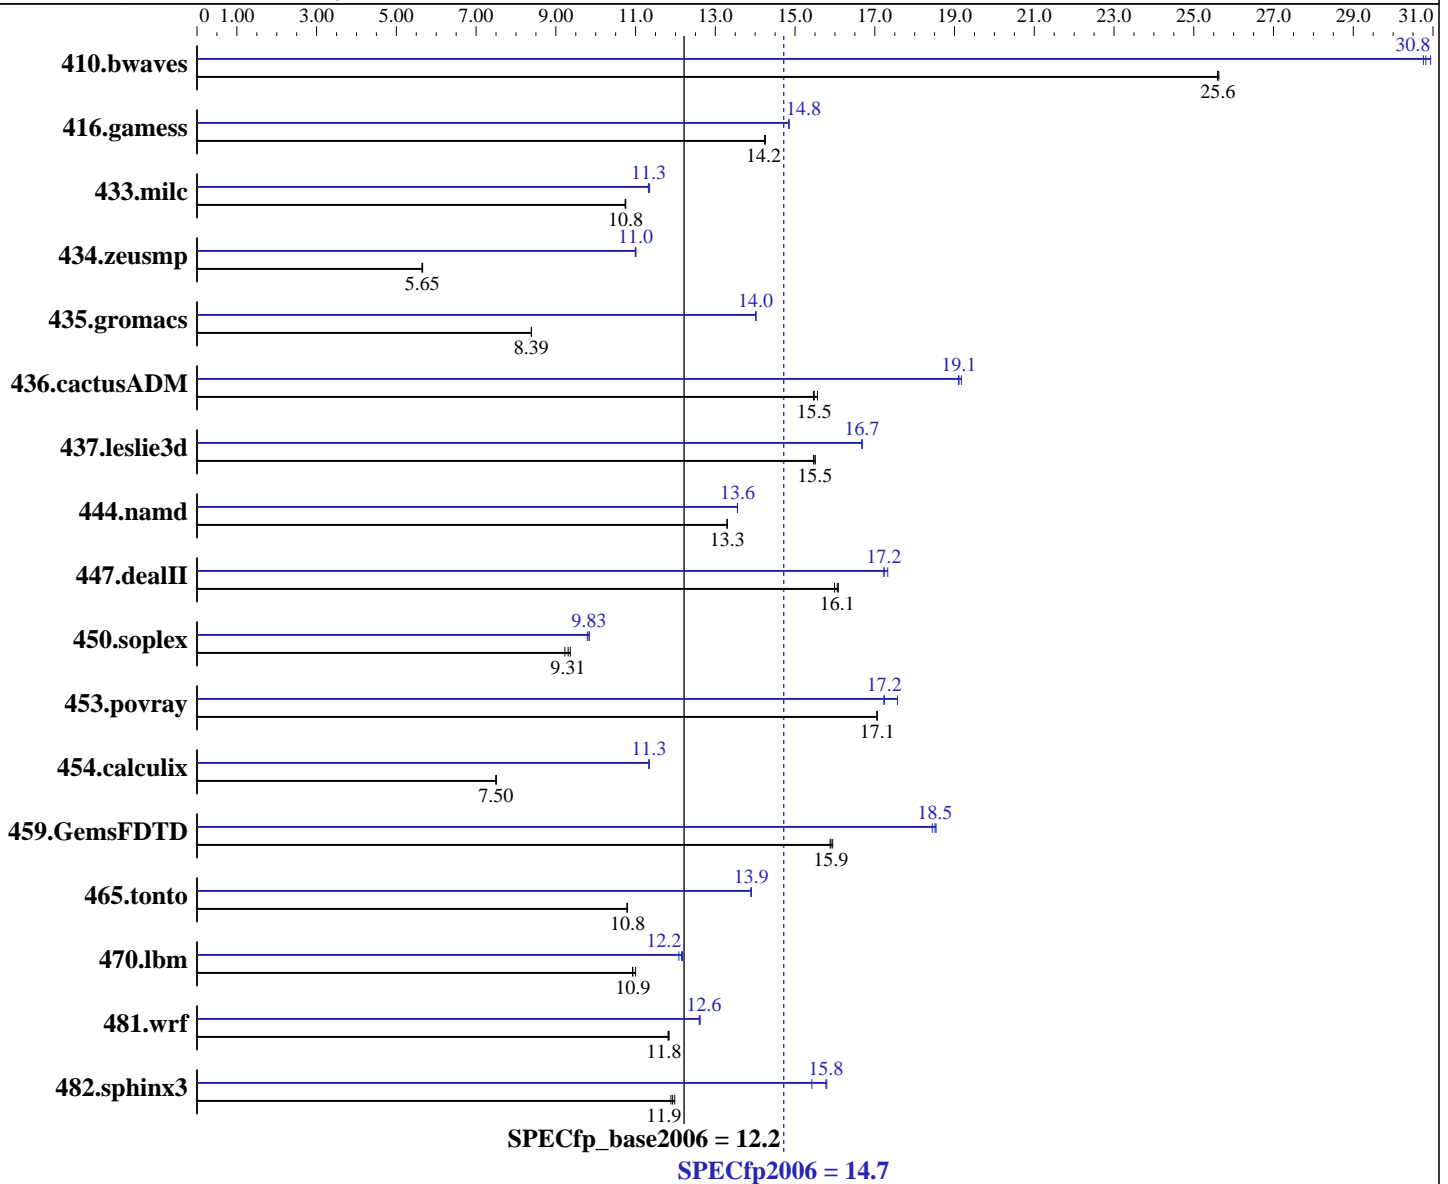 0 1.00 3.00 5.00 7.00 9.00 11.0 13.0 15.0 17.0 19.0 21.0 23.0 25.0 27.0 29.0 31.0
410.bwaves 30.8
25.6
416.gamess 14.8
14.2
433.milc 11.3
10.8
434.zeusmp 11.0
5.65
435.gromacs 14.0
8.39
436.cactusADM 19.1
15.5
437.leslie3d 16.7
15.5
444.namd 13.6
13.3
447.dealII 17.2
16.1
450.soplex 9.83
9.31
453.povray 17.2
17.1
454.calculix 11.3
7.50
459.GemsFDTD 18.5
15.9
465.tonto 13.9
10.8
470.lbm 12.2
10.9
481.wrf 12.6
11.8
482.sphinx3 15.8
11.9
SPECfp_base2006 = 12.2
SPECfp2006 = 14.7